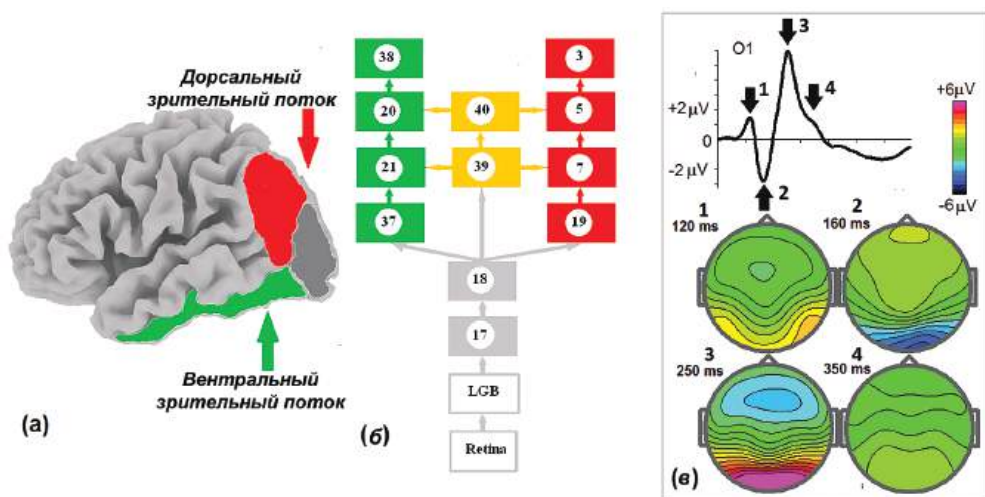 Дорсальный
зрительный поток
Вентральный
зрительный поток
(а)
38
3
20
40
5
21
39
7
37
19
18
17
LGB
Retina
(б)
O1
1
2
3
4
+2µV
0
-2 µV
+6µV
-6µV
1
120 ms
2
160 ms
3
250 ms
4
350 ms
(в)